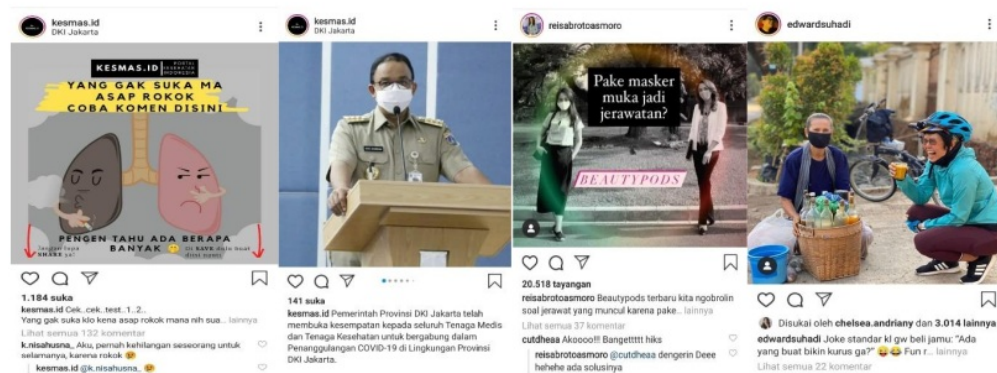 kesmas.id
DKI Jakarta
KESMAS.ID
PORTAL
KESEHATAN
INDONESIA
YANG GAK SUKA MA
ASAP ROKOK
COBA KOMEN DISINI
PENGEN TAHU ADA BERAPA
BANYAK
SHARE ya!
Or SAVE dulu buat
1.184 suka
kesmas.id Cek..cek..test..1..2..
Yang gak suka klo kena asap rokok mana nih sua... lainnya
Lihat semua 132 komentar
k.nisahusna_ Aku, pernah kehilangan seseorang untuk
selamanya, karena rokok
kesmas.id @k.nisahusna_
kesmas.id
DKI Jakarta
141 suka
kesmas.id Pemerintah Provinsi DKI Jakarta telah
membuka kesempatan kepada seluruh Tenaga Medis
dan Tenaga Kesehatan untuk bergabung dalam
Penanggulangan COVID-19 di Lingkungan Provinsi
DKI Jakarta.
reisabrotoasmoro
Pake masker
muka jadi
jerawatan?
BEAUTYPODS
20.518 tayangan
reisabrotoasmoro Beautypods terbaru kita ngobrolin
soal jerawat yang muncul karena pake... lainnya
Lihat semua 37 komentar
cutdheaa Akoooo!! Bangettttt hiks
reisabrotoasmoro @cutdheaa dengerin Deee
hehehe ada solusinya
edwardsuhadi
Disukai oleh chelsea.andriany dan 3.014 lainnya
edwardsuhadi Joke standar kl gw beli jamu: "Ada
yang buat bikin kurus ga?" Fun r... lainnya
Lihat semua 22 komentar